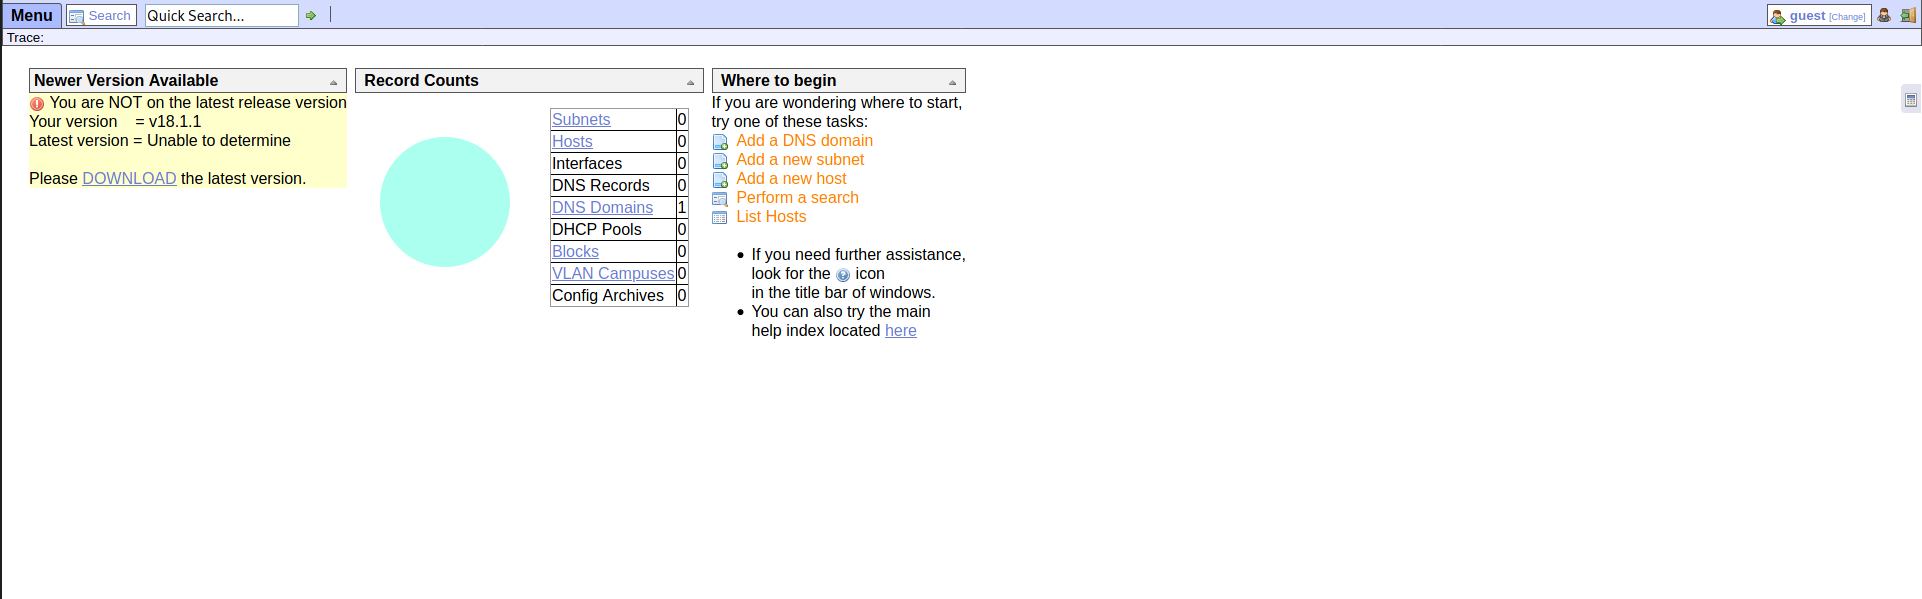 Menu Search Quick Search... guest [Change]
Trace:
Newer Version Available
You are NOT on the latest release version
Your version = v18.1.1
Latest version = Unable to determine
Please DOWNLOAD the latest version.
Record Counts
Subnets 0
Hosts 0
Interfaces 0
DNS Records 0
DNS Domains 1
DHCP Pools 0
Blocks 0
VLAN Campuses 0
Config Archives 0
Where to begin
If you are wondering where to start,
try one of these tasks:
Add a DNS domain
Add a new subnet
Add a new host
Perform a search
List Hosts
• If you need further assistance,
look for the ? icon
in the title bar of windows.
• You can also try the main
help index located here